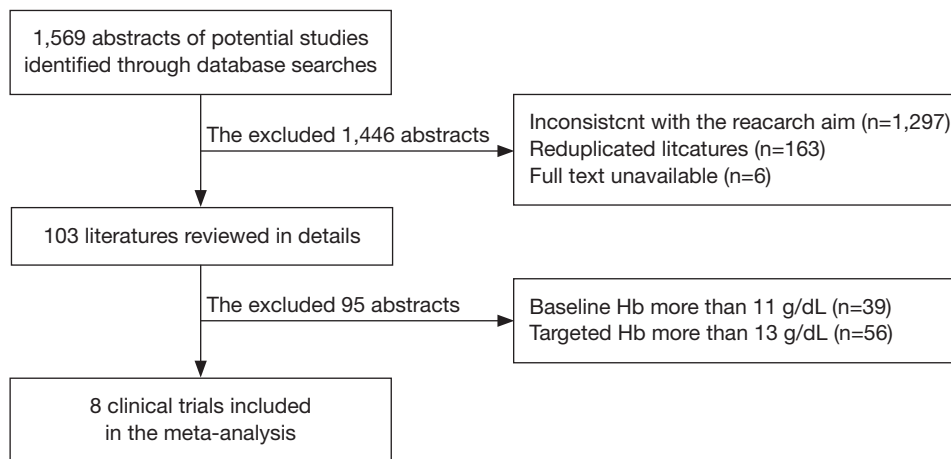 1,569 abstracts of potential studies
identified through database searches
The excluded 1,446 abstracts
Inconsistcnt with the reacarch aim (n=1,297)
Reduplicated litcatures (n=163)
Full text unavailable (n=6)
103 literatures reviewed in details
The excluded 95 abstracts
Baseline Hb more than 11 g/dL (n=39)
Targeted Hb more than 13 g/dL (n=56)
8 clinical trials included
in the meta-analysis